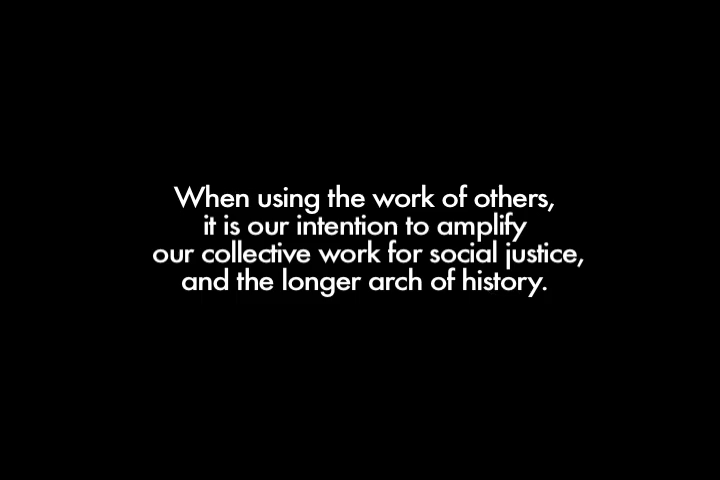 When using the work of others,
it is our intention to amplify
our collective work for social justice,
and the longer arch of history.